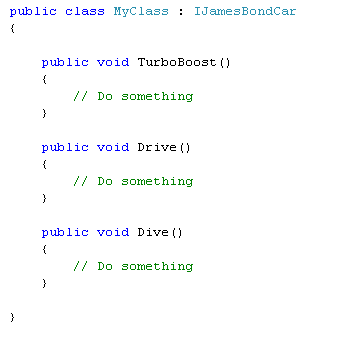 public class MyClass : IJamesBondCar
{
public void TurboBoost()
{
// Do something
}
public void Drive()
{
// Do something
}
public void Dive()
{
// Do something
}
}